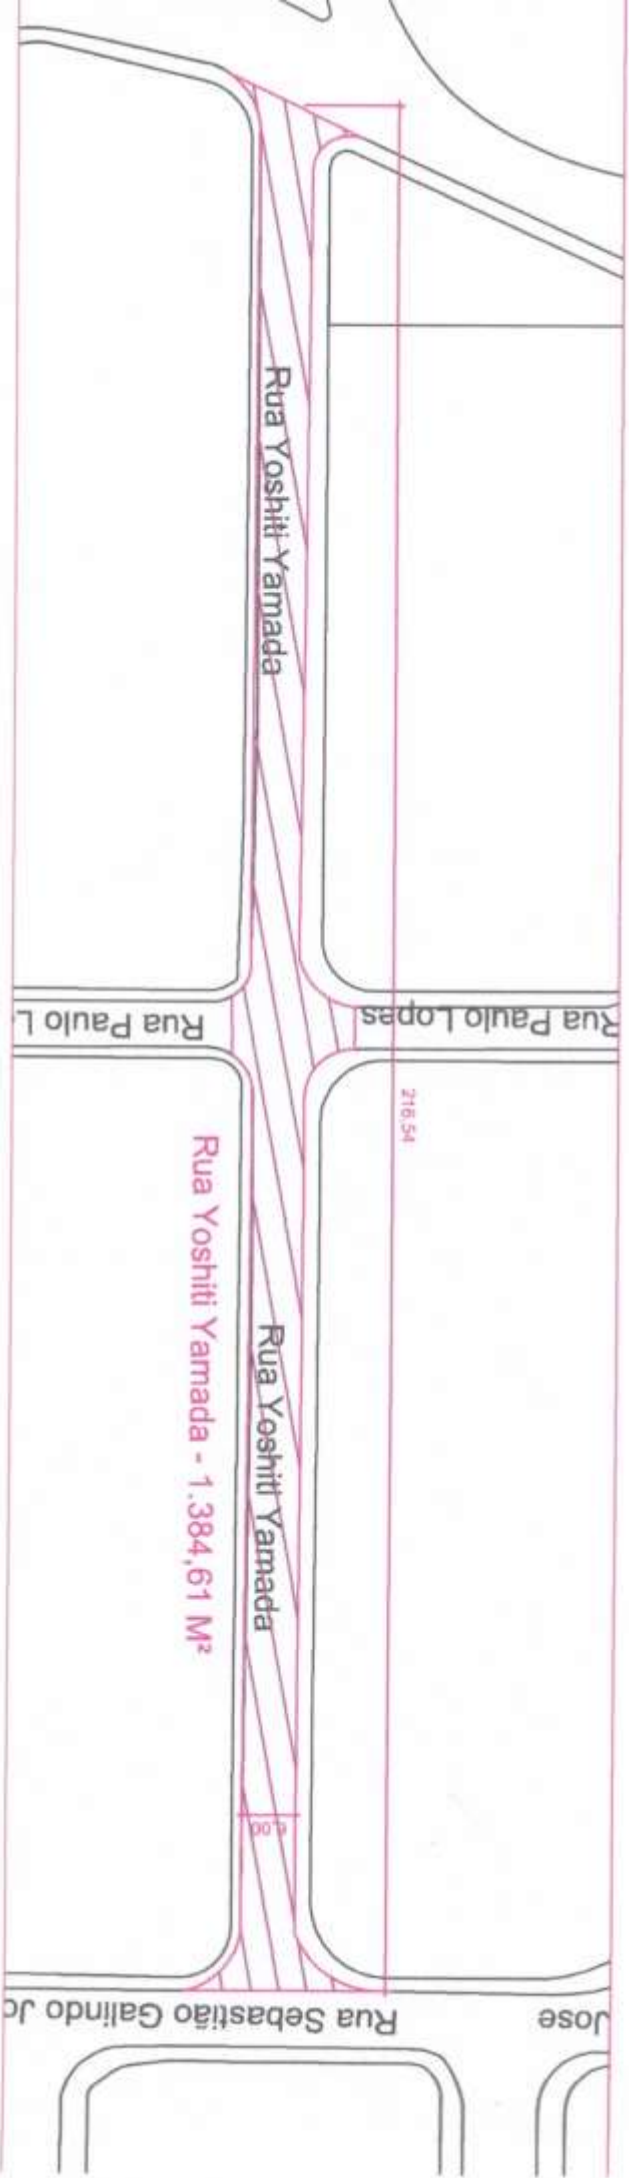 Rua Yoshiti Yamada
Rua Paulo L
Rua Paulo Lopes
216,54
Rua Yoshiti Yamada - 1.384,61 M²
Rua Yoshiti Yamada
6,00
Rua Sebastião Galindo Jo
Jose